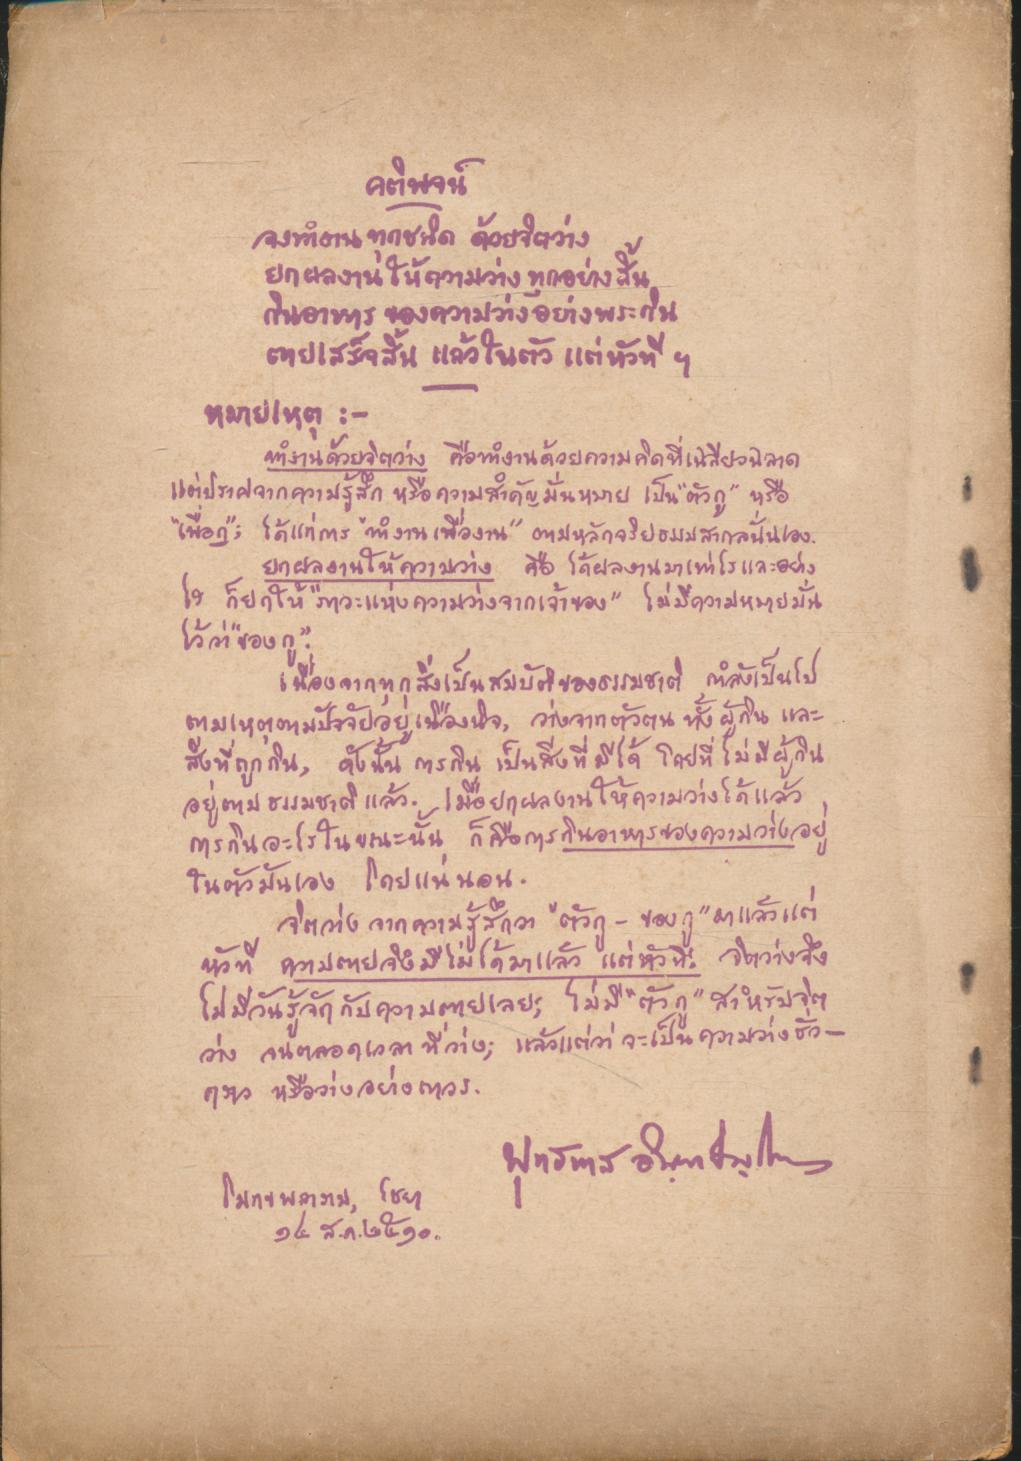 คติพจน์
จงทำงานทุกชนิด ด้วยจิตว่าง
ยกผลงานให้ความว่าง ทุกอย่างสิ้น
กินอาหาร ของความว่างอย่างพระกิน
ตายเสร็จสิ้น แล้วในตัว แต่หัวที ฯ
หมายเหตุ :-
ทำงานด้วยจิตว่าง คือทำงานด้วยความคิดที่เฉลียวฉลาด
แต่ปราศจากความรู้สึก หรือความสำคัญมั่นหมาย เป็น "ตัวกู" หรือ
"เพื่อกู"; ได้แก่การ "ทำงานเพื่องาน" ตามหลักจริยธรรมสากลนั่นเอง.
ยกผลงานให้ความว่าง คือ ได้ผลงานมาเท่าไรและอย่าง
ไร ก็ยกให้ "ภาวะแห่งความว่างจากเจ้าของ" ไม่มีความหมายมั่น
ไว้ว่า "ของกู".
เนื่องจากทุกสิ่งเป็นสมบัติของธรรมชาติ กำลังเป็นไป
ตามเหตุตามปัจจัยอยู่เนืองนิจ, ว่างจากตัวตน ทั้งผู้กิน และ
สิ่งที่ถูกกิน, ดังนั้น การกิน เป็นสิ่งที่มีได้ โดยที่ไม่มีผู้กิน
อยู่ตามธรรมชาติแล้ว. เมื่อยกผลงานให้ความว่างได้แล้ว
การกินอะไรในขณะนั้น ก็คือการกินอาหารของความว่างอยู่
ในตัวมันเอง โดยแน่นอน.
จิตว่าง จากความรู้สึกว่า "ตัวกู - ของกู" มาแล้วแต่
หัวที ความตายจึงมีไม่ได้มาแล้ว แต่หัวที; จิตว่างจึง
ไม่มีวันรู้จักกับความตายเลย; ไม่มี "ตัวกู" สำหรับจิต
ว่าง จนตลอดเวลาที่ว่าง; แล้วแต่ว่าจะเป็นความว่างชั่ว-
คราว หรือว่างอย่างถาวร.
พุทธทาส อินทปัญโญ
โมกขพลาราม, ไชยา
๑๔ ส.ค. ๒๕๑๐.